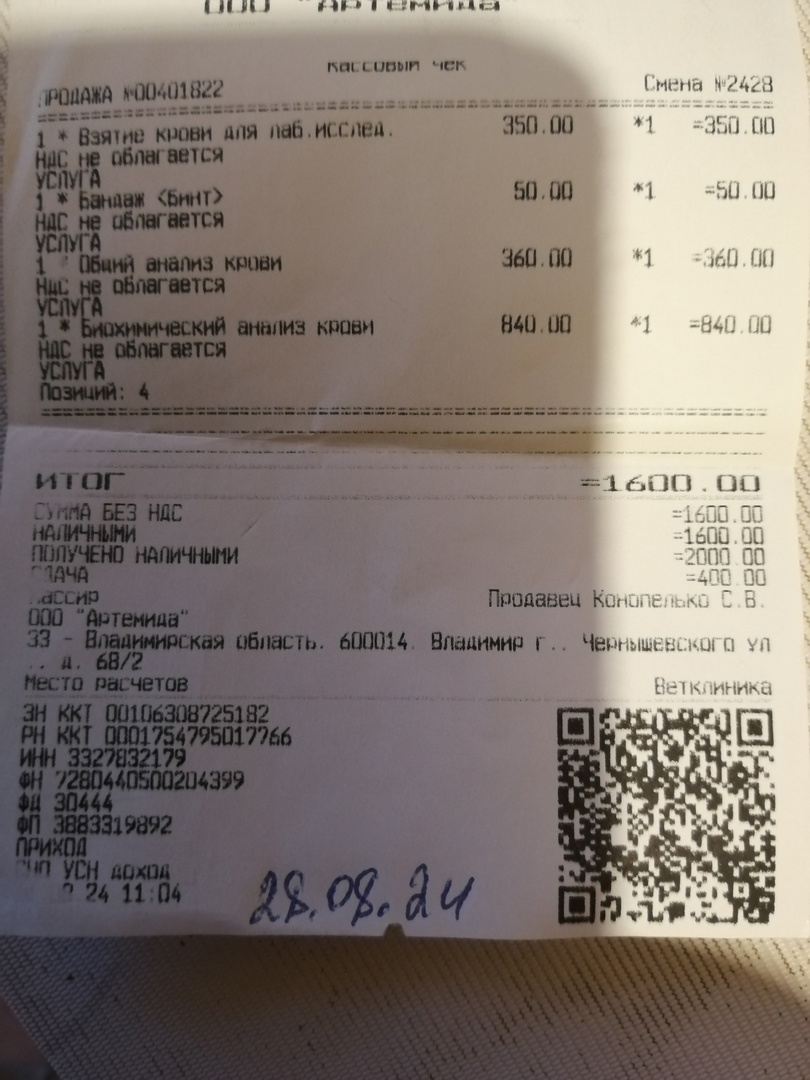 ООО "Артемида"
КАССОВЫЙ ЧЕК
ПРОДАЖА №00401822 Смена №2428
1 * Взятие крови для лаб.исслед. 350.00 *1 =350.00
НДС не облагается
УСЛУГА
1 * Бандаж <Бинт> 50.00 *1 =50.00
НДС не облагается
УСЛУГА
1 * Общий анализ крови 360.00 *1 =360.00
НДС не облагается
УСЛУГА
1 * Биохимический анализ крови 840.00 *1 =840.00
НДС не облагается
УСЛУГА
Позиций: 4
ИТОГ =1600.00
СУММА БЕЗ НДС =1600.00
НАЛИЧНЫМИ =1600.00
ПОЛУЧЕНО НАЛИЧНЫМИ =2000.00
СДАЧА =400.00
Кассир Продавец Конопелько С.В.
ООО "Артемида"
33 - Владимирская область, 600014, Владимир г., Чернышевского ул
., д. 68/2
Место расчетов Ветклиника
ЗН ККТ 00106308725182
РН ККТ 0001754795017766
ИНН 3327832179
ФН 7280440500204399
ФД 30444
ФП 3883319892
ПРИХОД
УСН доход
24 11:04
28.08.24